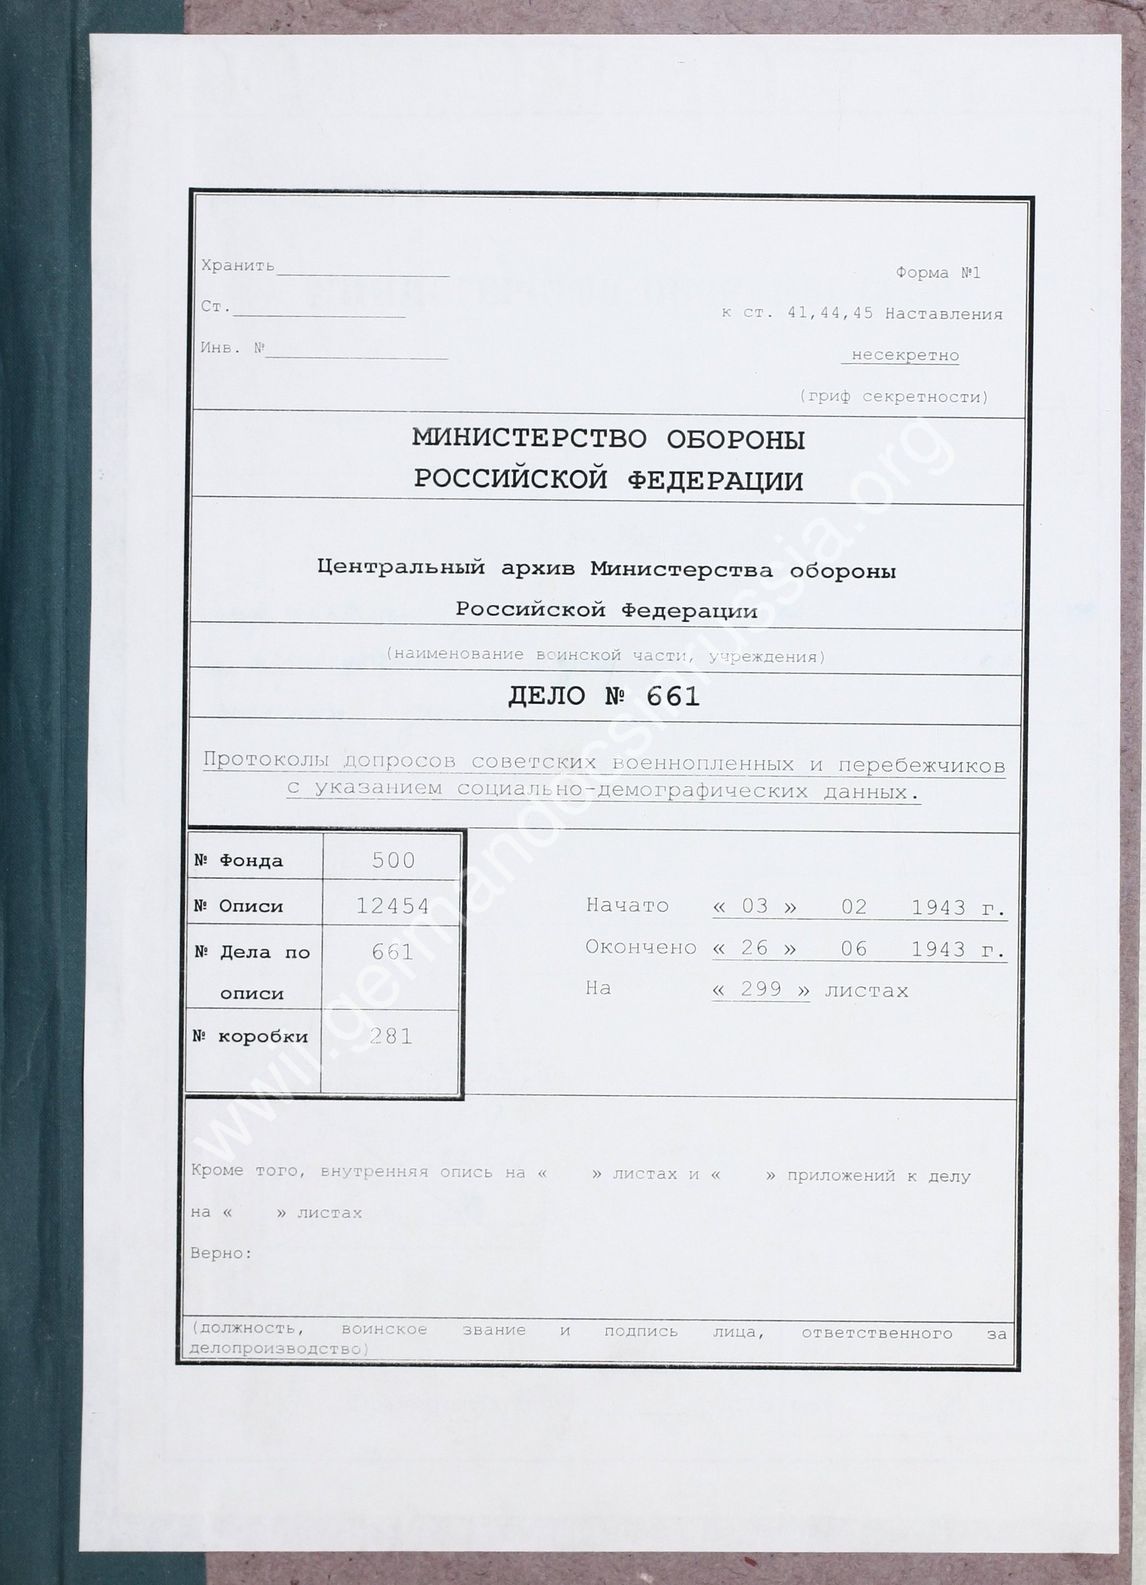 Хранить
Форма №1
Ст.
к ст. 41,44,45 Наставления
Инв. №
несекретно
(гриф секретности)
МИНИСТЕРСТВО ОБОРОНЫ
РОССИЙСКОЙ ФЕДЕРАЦИИ
Центральный архив Министерства обороны
Российской Федерации
(наименование воинской части, учреждения)
ДЕЛО № 661
Протоколы допросов советских военнопленных и перебежчиков
с указанием социально-демографических данных.
№ Фонда 500
№ Описи 12454
№ Дела по 661
описи
№ коробки 281
Начато « 03 » 02 1943 г.
Окончено « 26 » 06 1943 г.
На « 299 » листах
Кроме того, внутренняя опись на « » листах и « » приложений к делу
на « » листах
Верно:
(должность, воинское звание и подпись лица, ответственного за
делопроизводство)
www.germandocsinrussia.org